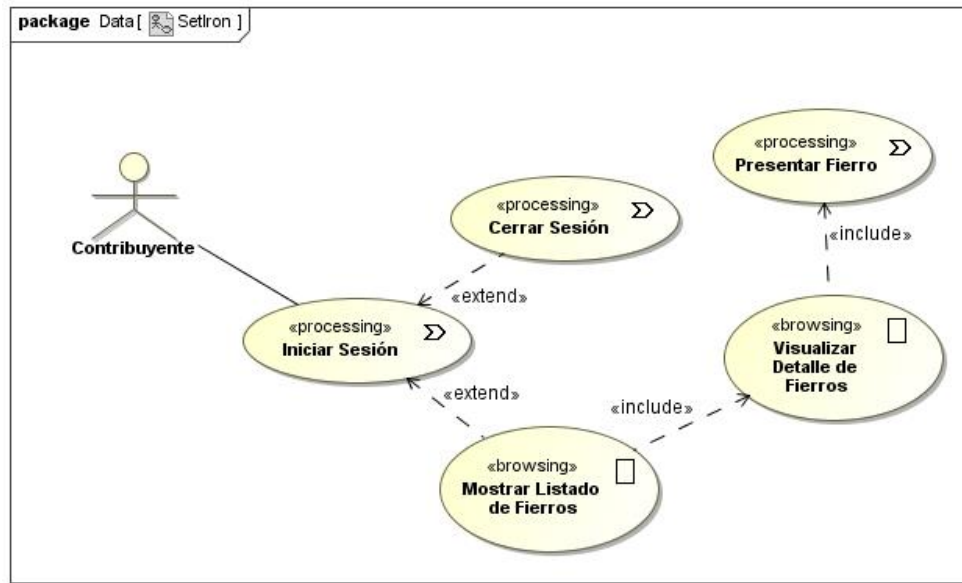 package Data[ SetIron ]
Contribuyente
«processing»
Iniciar Sesión
«processing»
Cerrar Sesión
«extend»
«extend»
«browsing»
Mostrar Listado
de Fierros
«include»
«browsing»
Visualizar
Detalle de
Fierros
«include»
«processing»
Presentar Fierro